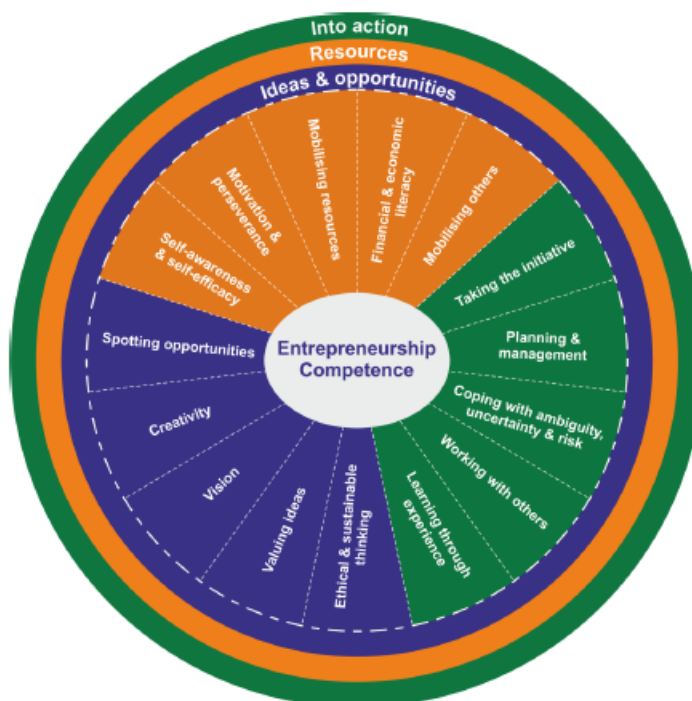 Into action
Resources
Ideas & opportunities
Self-awareness
& self-efficacy
Motivation &
perseverance
Mobilising resources
Financial & economic
literacy
Mobilising others
Taking the initiative
Planning &
management
Coping with ambiguity,
uncertainty & risk
Working with others
Learning through
experience
Ethical & sustainable
thinking
Valuing ideas
Vision
Creativity
Spotting opportunities
Entrepreneurship
Competence